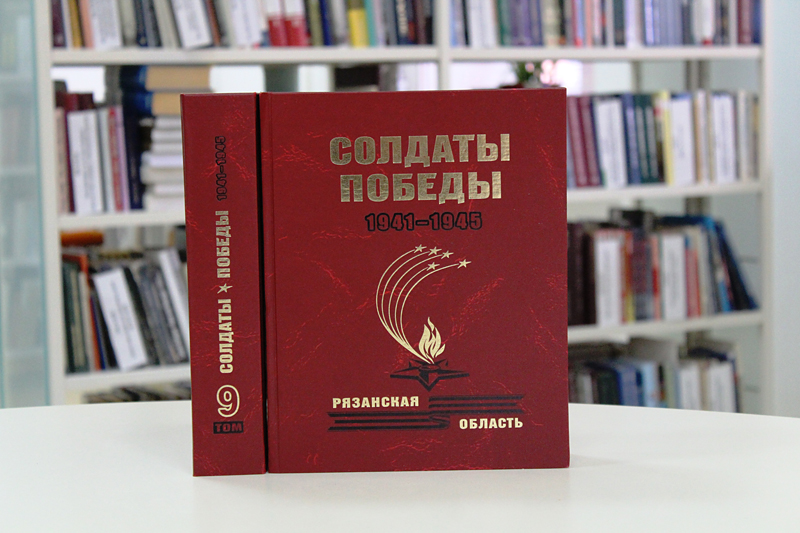 СОЛДАТЫ ★ ПОБЕДЫ 1941–1945
9
ТОМ
СОЛДАТЫ
ПОБЕДЫ
1941–1945
РЯЗАНСКАЯ
ОБЛАСТЬ